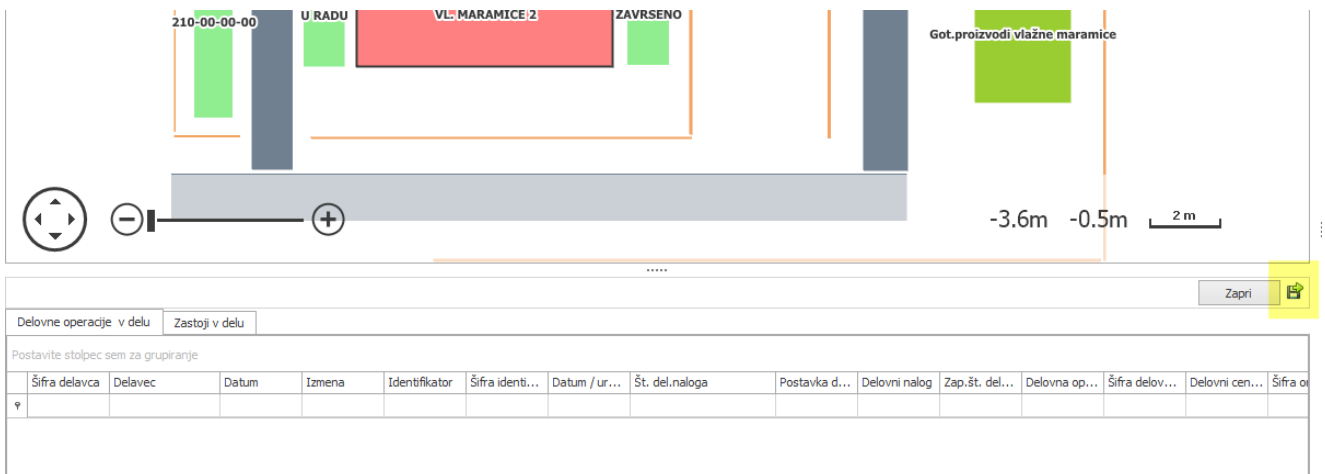 210-00-00-00
U RADU
VL. MARAMICE 2
ZAVRSENO
Got.proizvodi vlažne maramice
-3.6m -0.5m 2 m
Zapri
Delovne operacije v delu Zastoji v delu
Postavite stolpec sem za grupiranje
Šifra delavca Delavec Datum Izmena Identifikator Šifra identi... Datum / ur... Št. del.naloga Postavka d... Delovni nalog Zap.št. del... Delovna op... Šifra delov... Delovni cen... Šifra